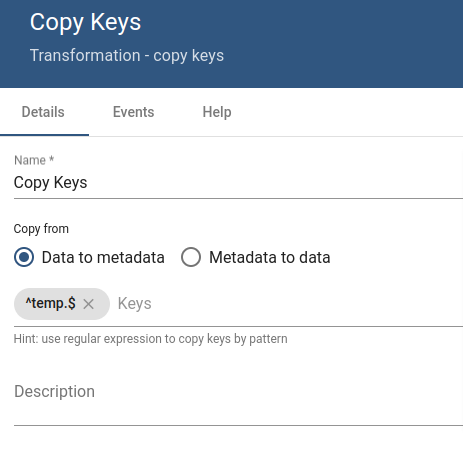 Copy Keys
Transformation - copy keys
Details Events Help
Name *
Copy Keys
Copy from
Data to metadata Metadata to data
^temp.$ Keys
Hint: use regular expression to copy keys by pattern
Description